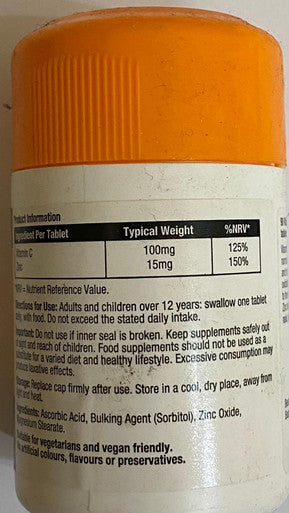 Product Information
Ingredient Per Tablet Typical Weight %NRV*
Vitamin C 100mg 125%
Zinc 15mg 150%
*NRV = Nutrient Reference Value.
Directions for Use: Adults and children over 12 years: swallow one tablet
daily, with food. Do not exceed the stated daily intake.
Important: Do not use if inner seal is broken. Keep supplements safely out
of sight and reach of children. Food supplements should not be used as a
substitute for a varied diet and healthy lifestyle. Excessive consumption may
produce laxative effects.
Storage: Replace cap firmly after use. Store in a cool, dry place, away from
light and heat.
Ingredients: Ascorbic Acid, Bulking Agent (Sorbitol), Zinc Oxide,
Magnesium Stearate.
Suitable for vegetarians and vegan friendly.
No artificial colours, flavours or preservatives.